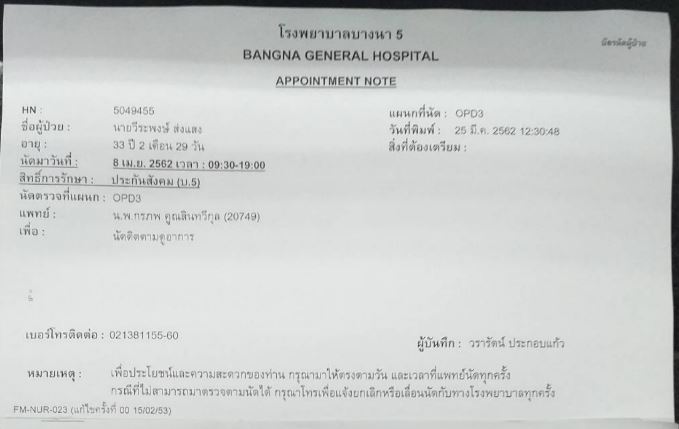 โรงพยาบาลบางนา 5
บัตรนัดผู้ป่วย
BANGNA GENERAL HOSPITAL
APPOINTMENT NOTE
HN : 5049455 แผนกที่นัด : OPD3
ชื่อผู้ป่วย : นายวีระพงษ์ ส่งแสง วันที่พิมพ์ : 25 มี.ค. 2562 12:30:48
อายุ : 33 ปี 2 เดือน 29 วัน สิ่งที่ต้องเตรียม :
นัดมาวันที่ : 8 เม.ย. 2562 เวลา : 09:30-19:00
สิทธิ์การรักษา : ประกันสังคม (บ.5)
นัดตรวจที่แผนก : OPD3
แพทย์ : น.พ.กรภพ คูณสินทวีกุล (20749)
เพื่อ : นัดติดตามดูอาการ
เบอร์โทรติดต่อ : 021381155-60 ผู้บันทึก : วรารัตน์ ประกอบแก้ว
หมายเหตุ : เพื่อประโยชน์และความสะดวกของท่าน กรุณามาให้ตรงตามวัน และเวลาที่แพทย์นัดทุกครั้ง
กรณีที่ไม่สามารถมาตรวจตามนัดได้ กรุณาโทรเพื่อแจ้งยกเลิกหรือเลื่อนนัดกับทางโรงพยาบาลทุกครั้ง
FM-NUR-023 (แก้ไขครั้งที่ 00 15/02/53)